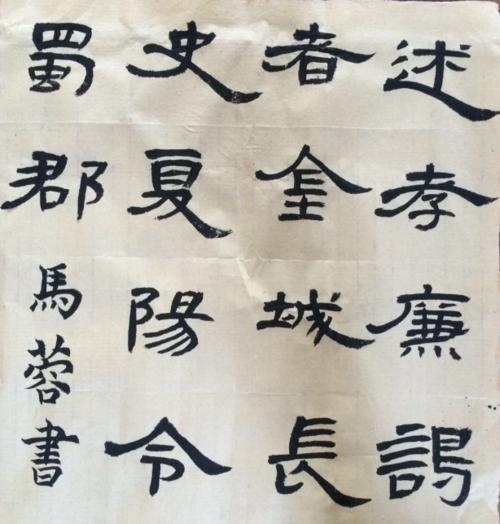 述孝廉謁
者金城長
史夏陽令
蜀郡
馬蓉書